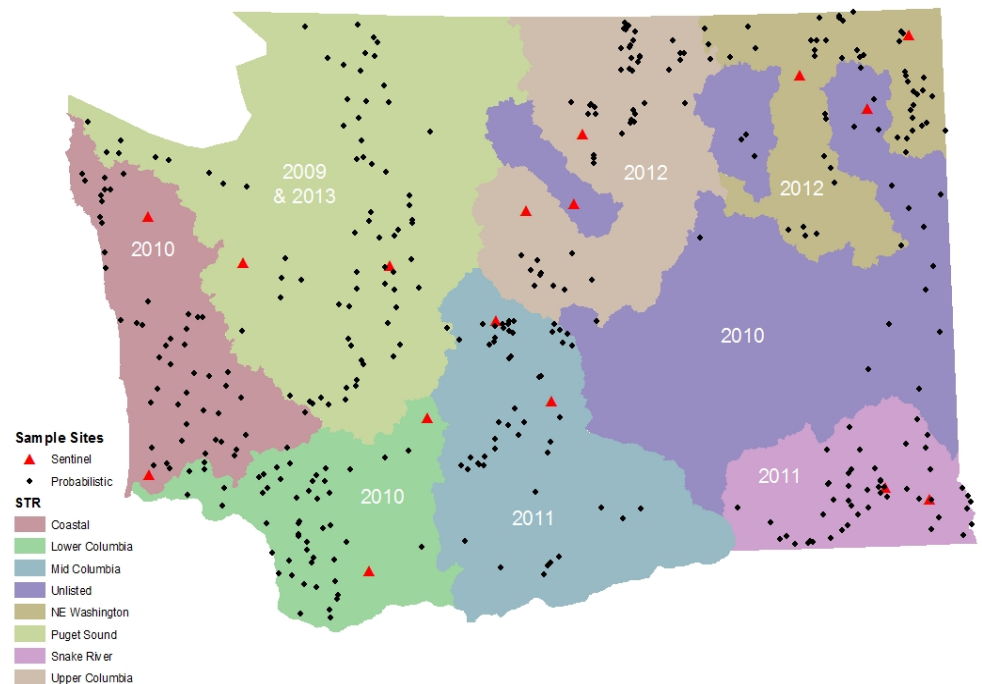 2009
& 2013
2012
2012
2010
2010
2011
2010
2011
Sample Sites
Sentinel
Probabilistic
STR
Coastal
Lower Columbia
Mid Columbia
Unlisted
NE Washington
Puget Sound
Snake River
Upper Columbia